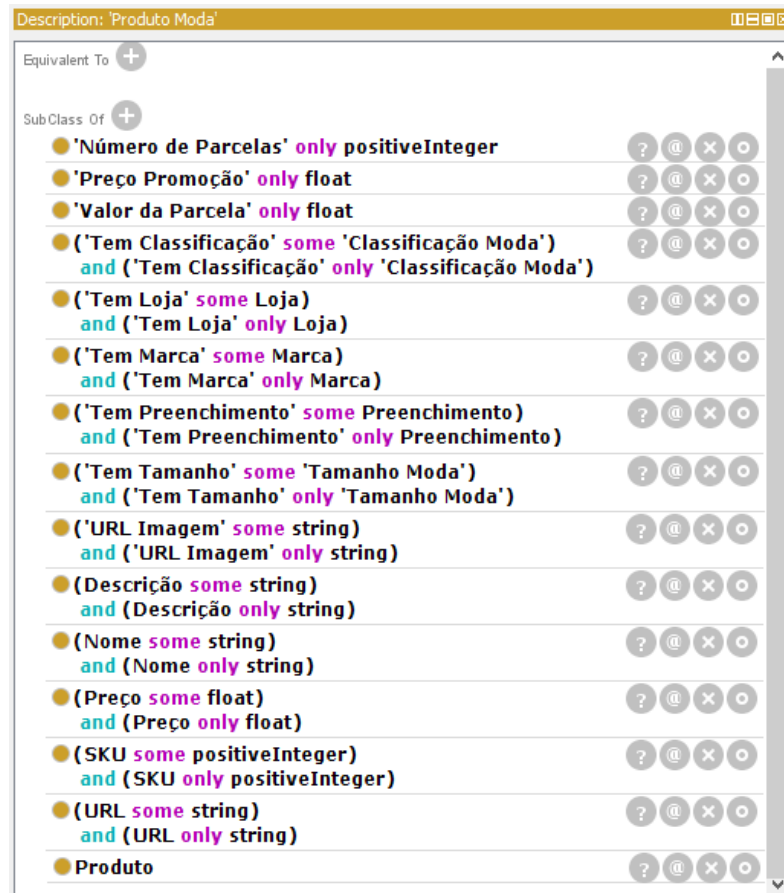 Description: 'Produto Moda'
Equivalent To
SubClass Of
'Número de Parcelas' only positiveInteger
'Preço Promoção' only float
'Valor da Parcela' only float
('Tem Classificação' some 'Classificação Moda')
and ('Tem Classificação' only 'Classificação Moda')
('Tem Loja' some Loja)
and ('Tem Loja' only Loja)
('Tem Marca' some Marca)
and ('Tem Marca' only Marca)
('Tem Preenchimento' some Preenchimento)
and ('Tem Preenchimento' only Preenchimento)
('Tem Tamanho' some 'Tamanho Moda')
and ('Tem Tamanho' only 'Tamanho Moda')
('URL Imagem' some string)
and ('URL Imagem' only string)
(Descrição some string)
and (Descrição only string)
(Nome some string)
and (Nome only string)
(Preço some float)
and (Preço only float)
(SKU some positiveInteger)
and (SKU only positiveInteger)
(URL some string)
and (URL only string)
Produto